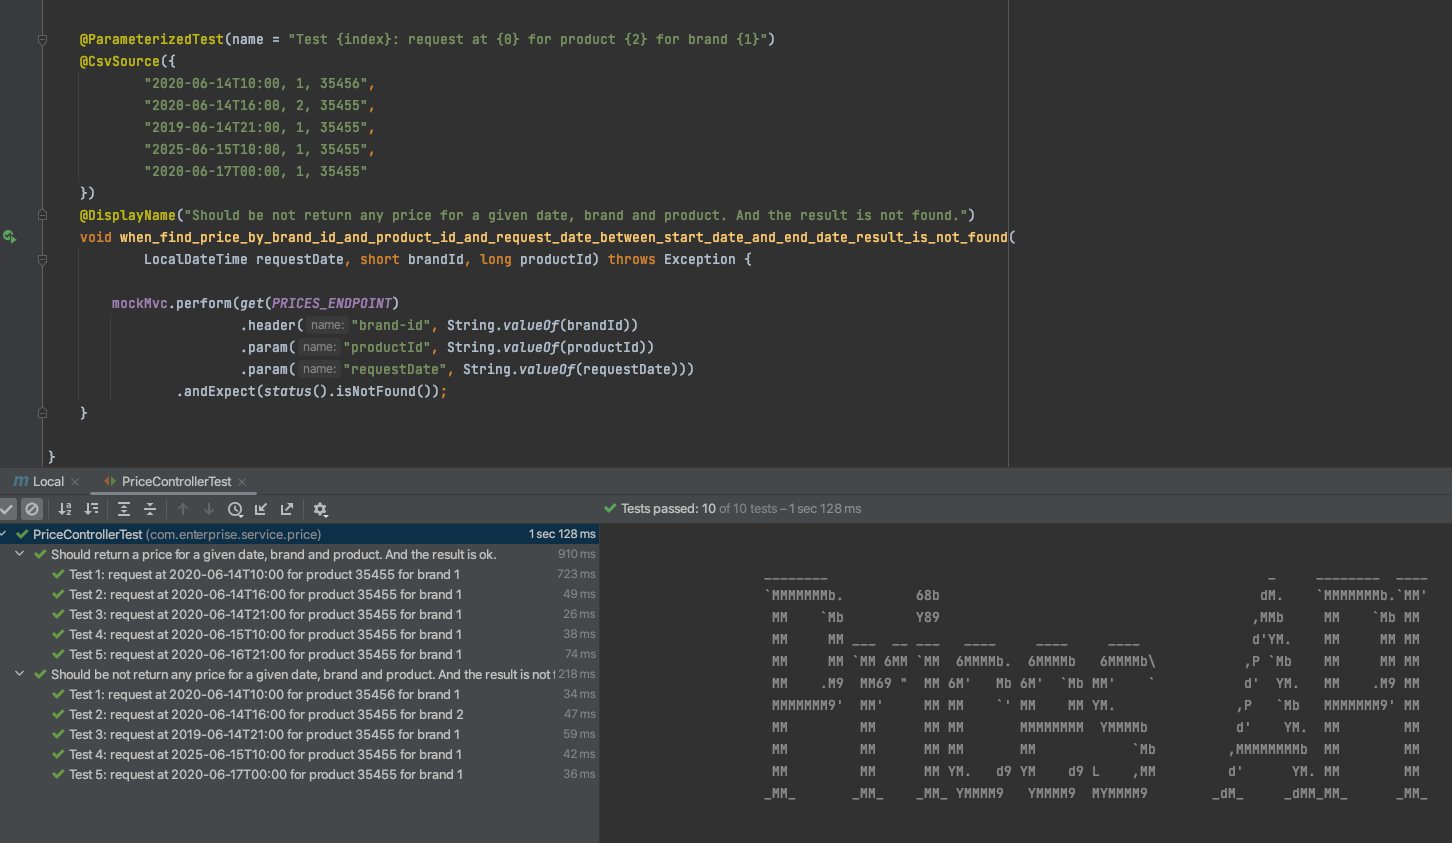 @ParameterizedTest(name = "Test {index}: request at {0} for product {2} for brand {1}")
@CsvSource({
"2020-06-14T10:00, 1, 35456",
"2020-06-14T16:00, 2, 35455",
"2019-06-14T21:00, 1, 35455",
"2025-06-15T10:00, 1, 35455",
"2020-06-17T00:00, 1, 35455"
})
@DisplayName("Should be not return any price for a given date, brand and product. And the result is not found.")
void when_find_price_by_brand_id_and_product_id_and_request_date_between_start_date_and_end_date_result_is_not_found(
LocalDateTime requestDate, short brandId, long productId) throws Exception {
mockMvc.perform(get(PRICES_ENDPOINT)
.header( name: "brand-id", String.valueOf(brandId))
.param( name: "productId", String.valueOf(productId))
.param( name: "requestDate", String.valueOf(requestDate)))
.andExpect(status().isNotFound());
}
}
Local PriceControllerTest
Tests passed: 10 of 10 tests – 1 sec 128 ms
PriceControllerTest (com.enterprise.service.price) 1 sec 128 ms
Should return a price for a given date, brand and product. And the result is ok. 910 ms
Test 1: request at 2020-06-14T10:00 for product 35455 for brand 1 723 ms
Test 2: request at 2020-06-14T16:00 for product 35455 for brand 1 49 ms
Test 3: request at 2020-06-14T21:00 for product 35455 for brand 1 26 ms
Test 4: request at 2020-06-15T10:00 for product 35455 for brand 1 38 ms
Test 5: request at 2020-06-16T21:00 for product 35455 for brand 1 74 ms
Should be not return any price for a given date, brand and product. And the result is not f 218 ms
Test 1: request at 2020-06-14T10:00 for product 35456 for brand 1 34 ms
Test 2: request at 2020-06-14T16:00 for product 35455 for brand 2 47 ms
Test 3: request at 2019-06-14T21:00 for product 35455 for brand 1 59 ms
Test 4: request at 2025-06-15T10:00 for product 35455 for brand 1 42 ms
Test 5: request at 2020-06-17T00:00 for product 35455 for brand 1 36 ms
Prices API